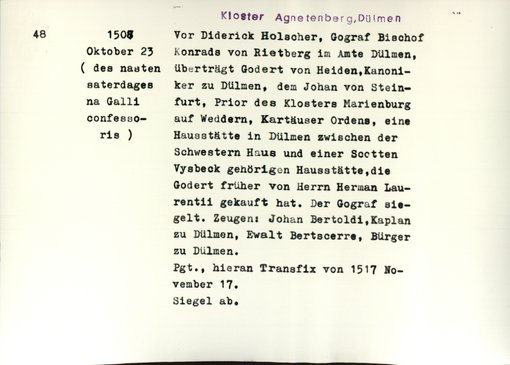 Kloster Agnetenberg, Dülmen
48
Oktober 23
( des nasten
saterdages
na Galli
confesso-
ris )
Vor Diderick Holscher, Gograf Bischof
Konrads von Rietberg im Amte Dülmen,
überträgt Godert von Heiden,Kanoni-
ker zu Dülmen, dem Johan von Stein-
furt, Prior des Klosters Marienburg
auf Weddern, Kartäuser Ordens, eine
Hausstätte in Dülmen zwischen der
Schwestern Haus und einer Scotten
Vysbeck gehörigen Hausstätte,die
Godert früher von Herrn Herman Lau-
rentii gekauft hat. Der Gograf sie-
gelt. Zeugen: Johan Bertoldi,Kaplan
zu Dülmen, Ewalt Bertscerre, Bürger
zu Dülmen.
Pgt., hieran Transfix von 1517 No-
vember 17.
Siegel ab.